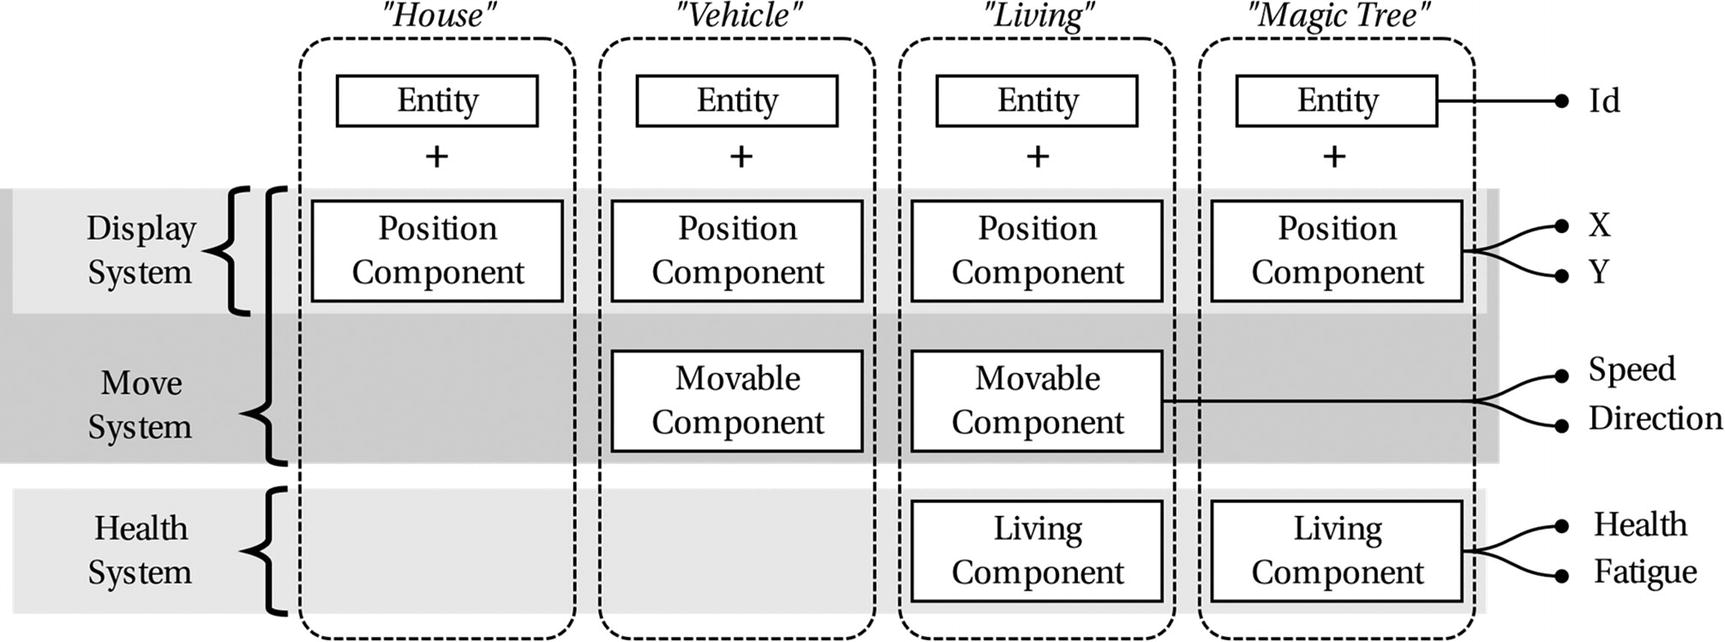 "House"
"Vehicle"
"Living"
"Magic Tree"
Entity
Entity
Entity
Entity
Id
+
+
+
+
Display
System
Position
Component
Position
Component
Position
Component
Position
Component
X
Y
Move
System
Movable
Component
Movable
Component
Speed
Direction
Health
System
Living
Component
Living
Component
Health
Fatigue